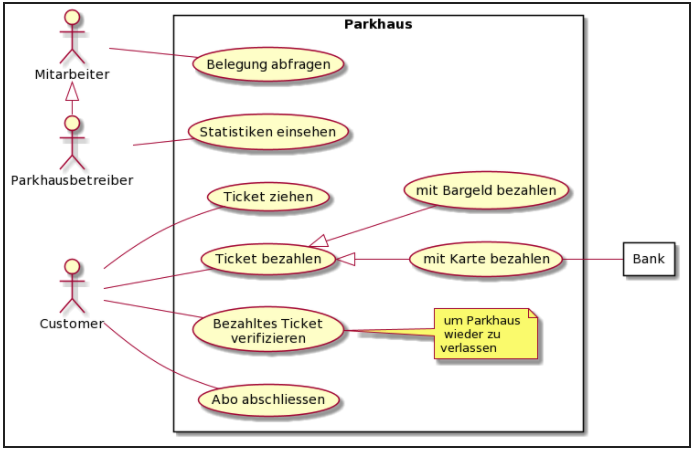 Parkhaus
Mitarbeiter
Belegung abfragen
Parkhausbetreiber
Statistiken einsehen
Ticket ziehen
mit Bargeld bezahlen
Customer
Ticket bezahlen
mit Karte bezahlen
Bank
Bezahltes Ticket
verifizieren
um Parkhaus
wieder zu
verlassen
Abo abschliessen